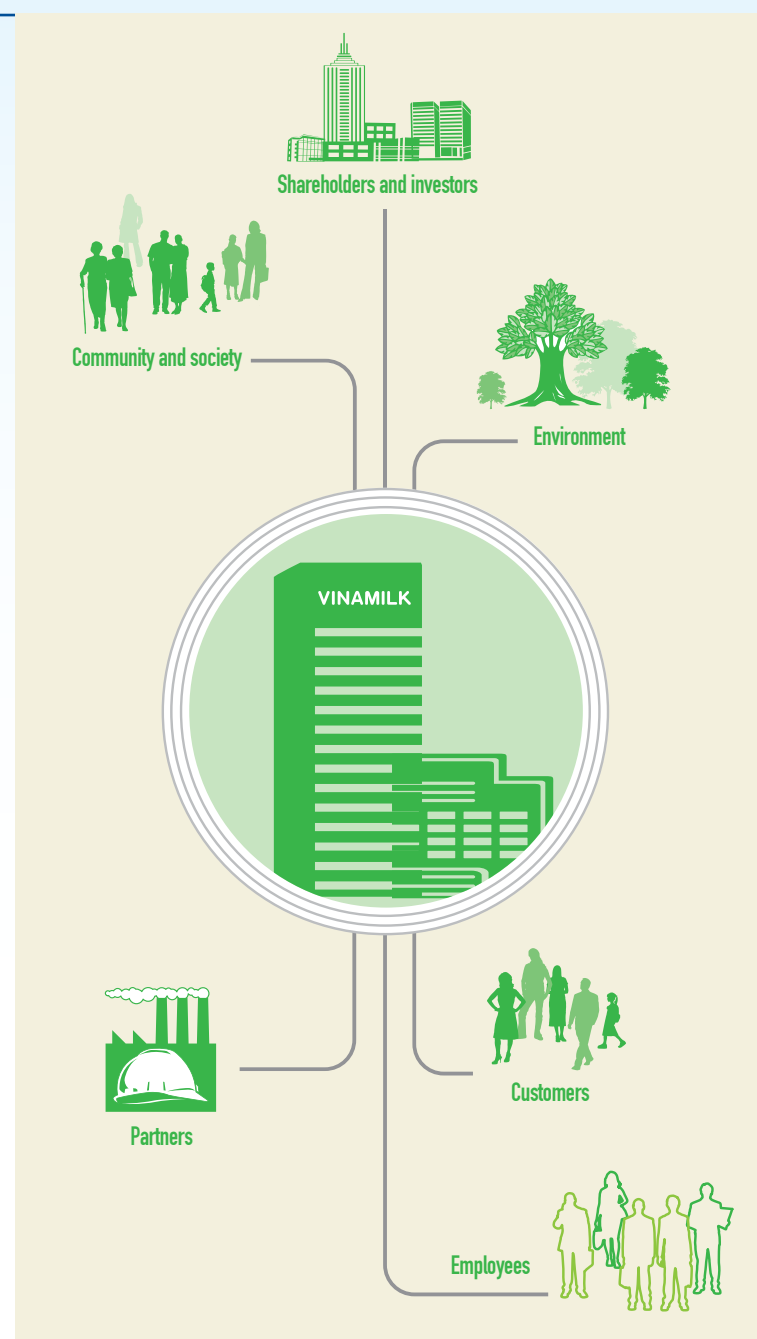 Shareholders and investors
Community and society
Environment
VINAMILK
Customers
Partners
Employees